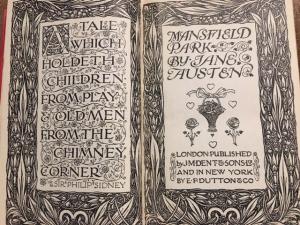 A TALE
WHICH
HOLDETH
CHILDREN
FROM PLAY
& OLD MEN
FROM THE
CHIMNEY
CORNER
SIR PHILIP SIDNEY
MANSFIELD
PARK
BY JANE
AUSTEN
LONDON PUBLISHED
by J.M.DENT & SONS LTD
AND IN NEW YORK
BY E.P. DUTTON & CO